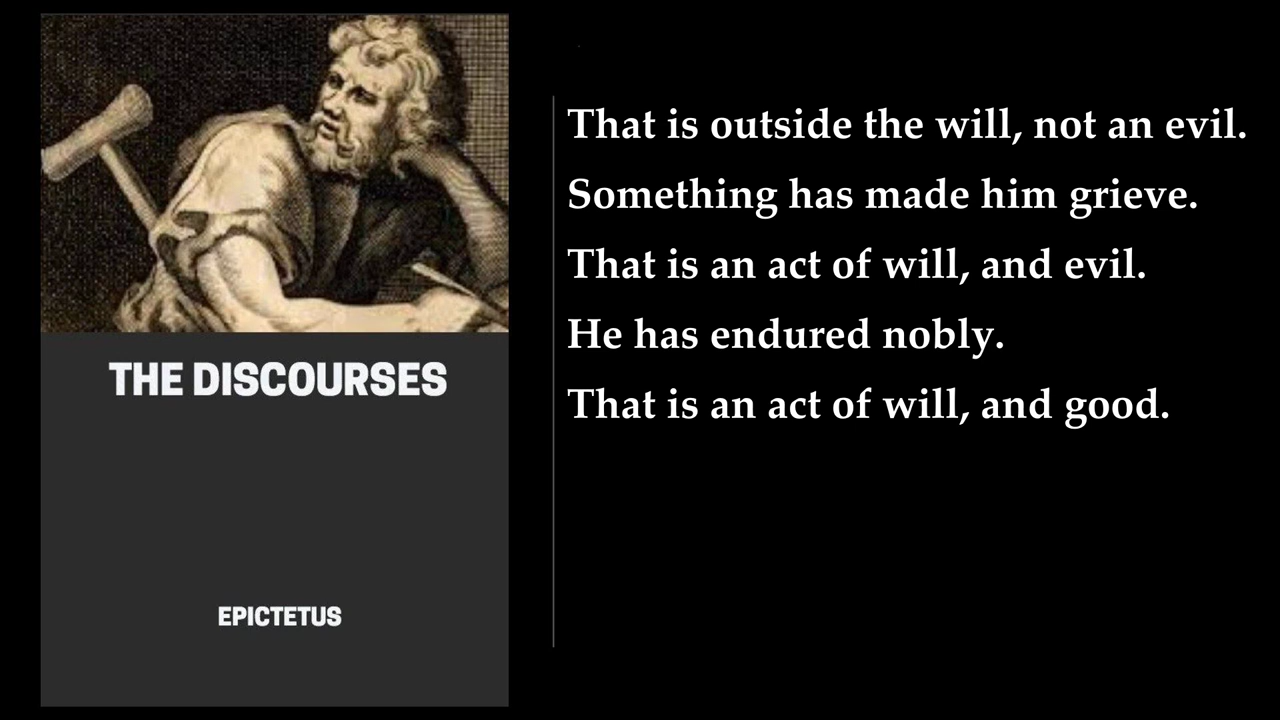 THE DISCOURSES
EPICTETUS
That is outside the will, not an evil.
Something has made him grieve.
That is an act of will, and evil.
He has endured nobly.
That is an act of will, and good.